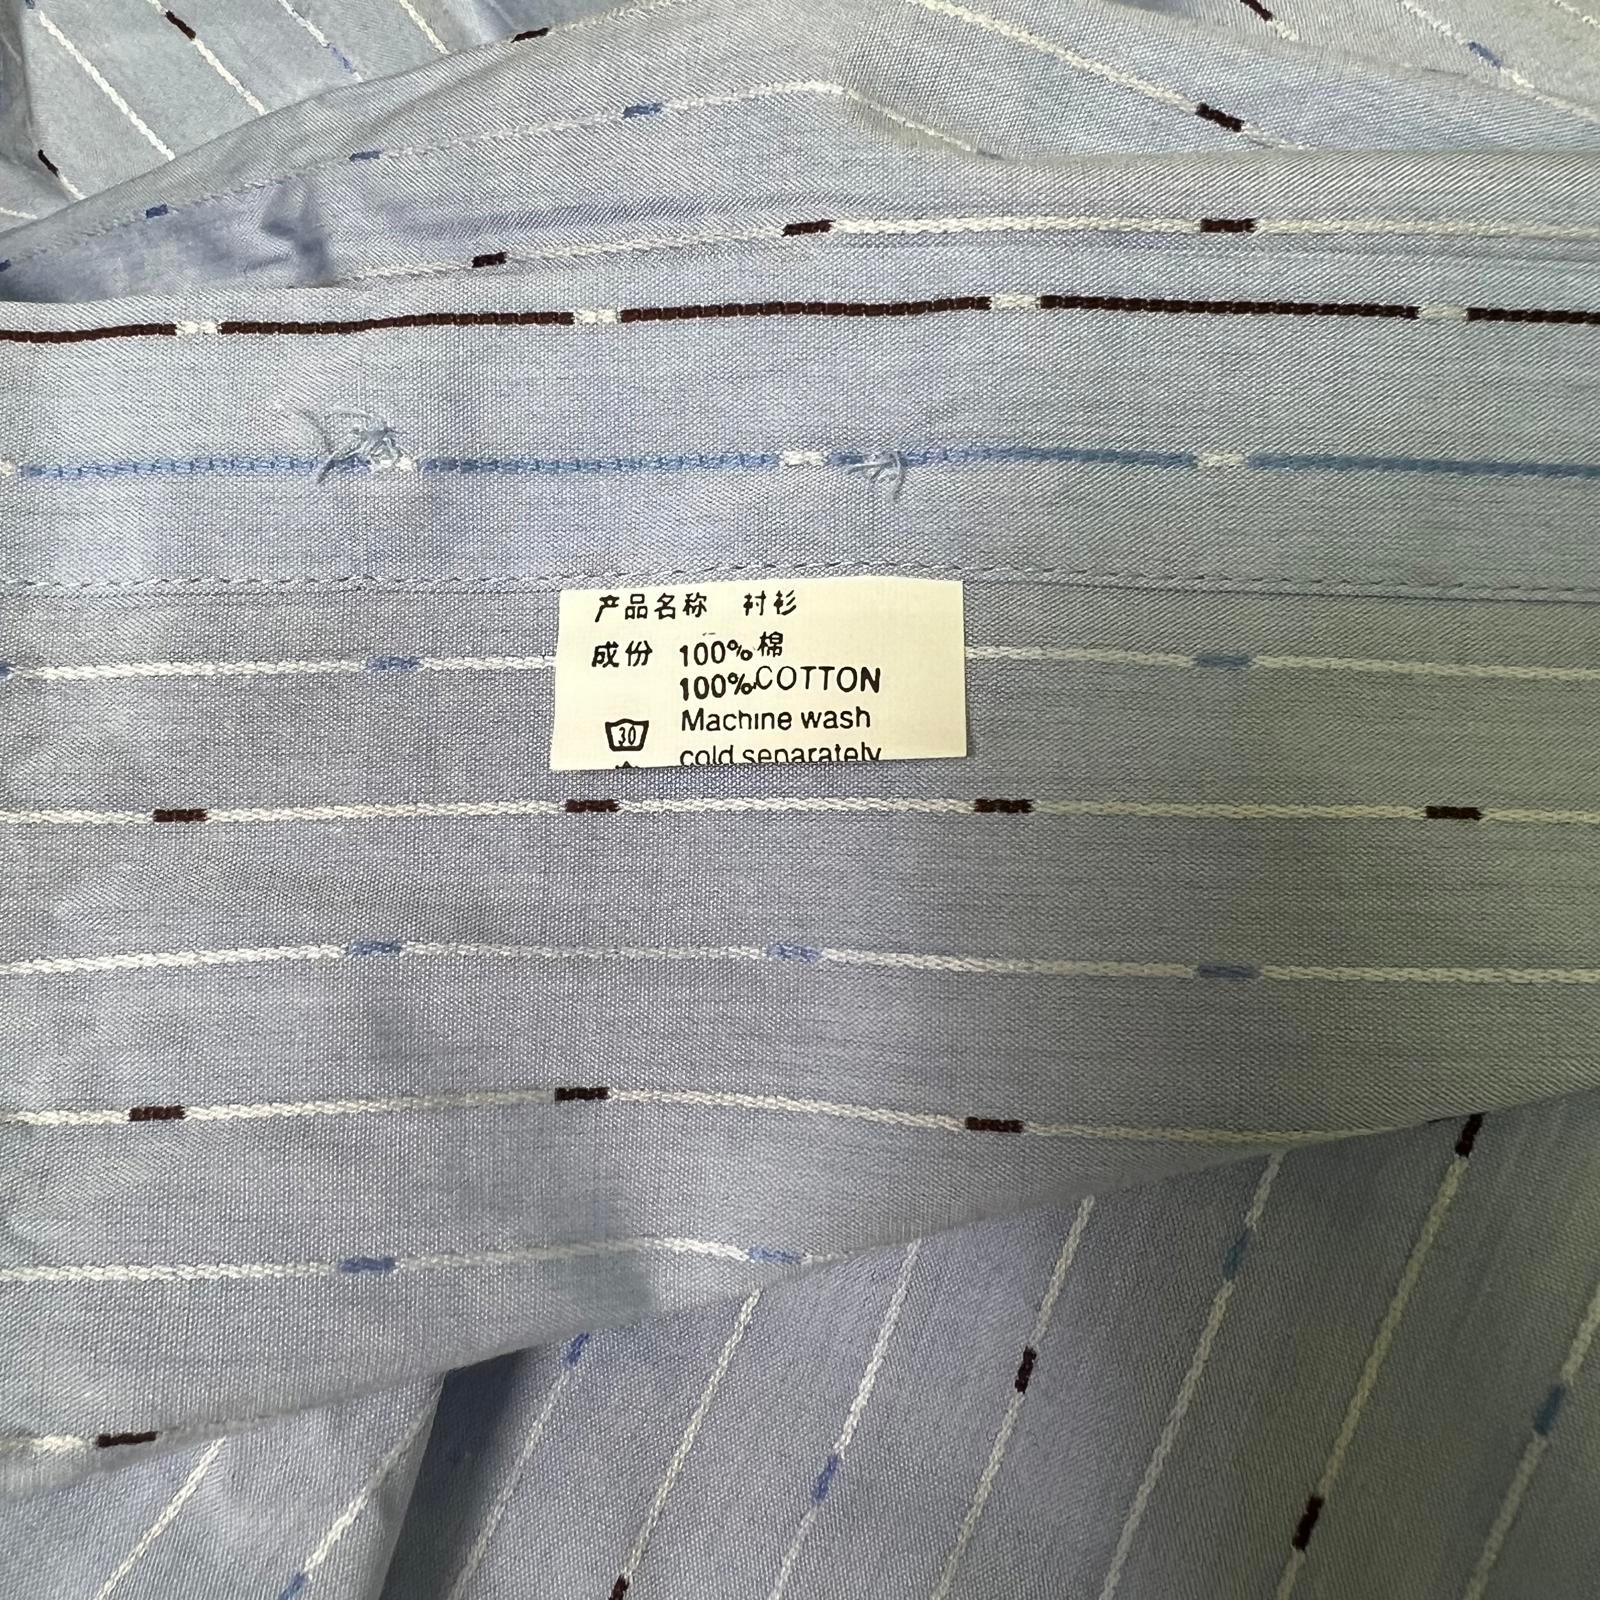 产品名称 衬衫
成份 100%棉
100%COTTON
30 Machine wash
cold separately